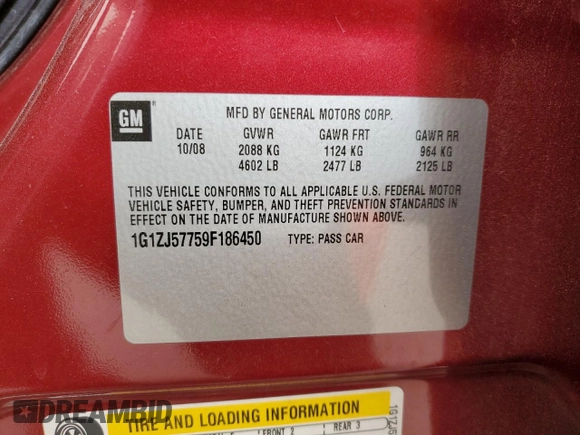 GM
MFD BY GENERAL MOTORS CORP.
DATE GVWR GAWR FRT GAWR RR
10/08 2088 KG 1124 KG 964 KG
4602 LB 2477 LB 2125 LB
THIS VEHICLE CONFORMS TO ALL APPLICABLE U.S. FEDERAL MOTOR
VEHICLE SAFETY, BUMPER, AND THEFT PREVENTION STANDARDS IN
EFFECT ON THE DATE OF MANUFACTURE SHOWN ABOVE.
1G1ZJ57759F186450 TYPE: PASS CAR
TIRE AND LOADING INFORMATION
FRONT 2 REAR 3
1G1ZJ5
DREAMBID